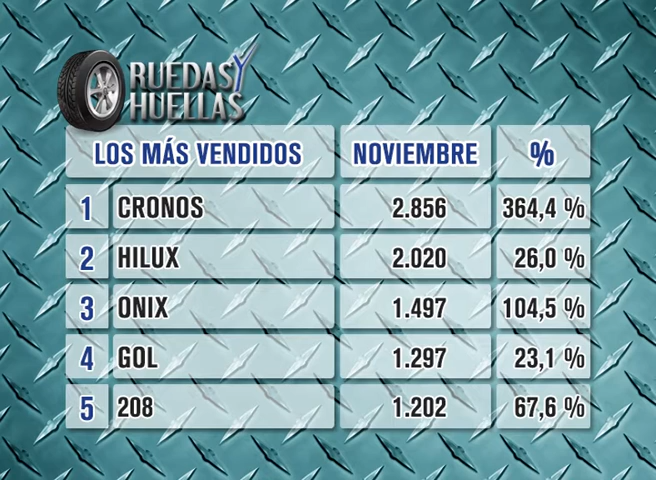 RUEDAS Y
HUELLAS
LOS MÁS VENDIDOS NOVIEMBRE %
1 CRONOS 2.856 364,4 %
2 HILUX 2.020 26,0 %
3 ONIX 1.497 104,5 %
4 GOL 1.297 23,1 %
5 208 1.202 67,6 %